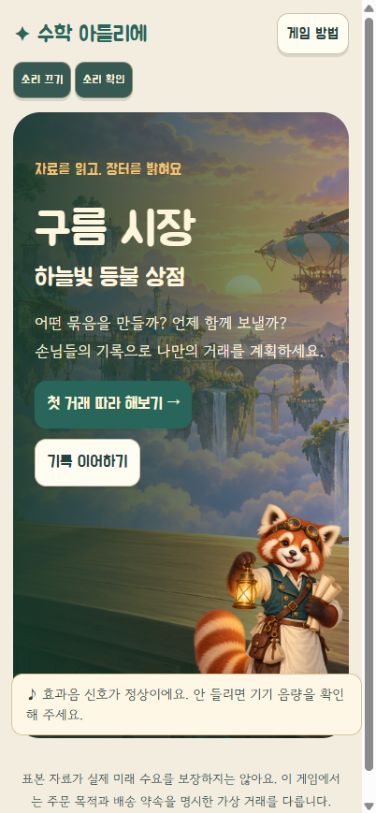 ✦ 수학 아틀리에
게임 방법
소리 끄기
소리 확인
자료를 읽고, 장터를 밝혀요
구름 시장
하늘빛 등불 상점
어떤 묶음을 만들까? 언제 함께 보낼까?
손님들의 기록으로 나만의 거래를 계획하세요.
첫 거래 따라 해보기 →
기록 이어하기
♪ 효과음 신호가 정상이에요. 안 들리면 기기 음량을 확인
해 주세요.
표본 자료가 실제 미래 수요를 보장하지는 않아요. 이 게임에서
는 주문 목적과 배송 약속을 명시한 가상 거래를 다룹니다.